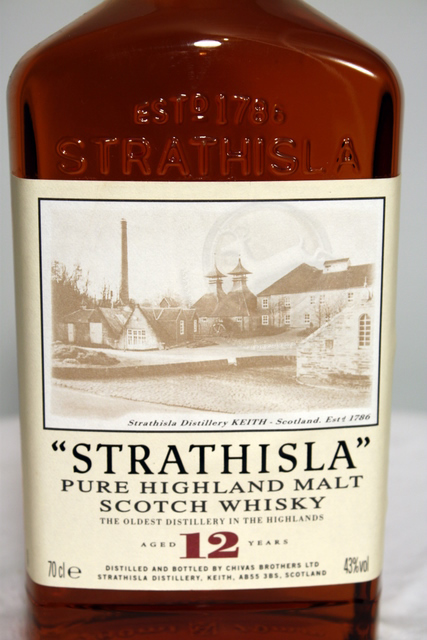 ESTD 1786
STRATHISLA
Strathisla Distillery KEITH - Scotland. Estd 1786
"STRATHISLA"
PURE HIGHLAND MALT
SCOTCH WHISKY
THE OLDEST DISTILLERY IN THE HIGHLANDS
AGED 12 YEARS
70 cl e
DISTILLED AND BOTTLED BY CHIVAS BROTHERS LTD
STRATHISLA DISTILLERY, KEITH, AB55 3BS, SCOTLAND
43% vol